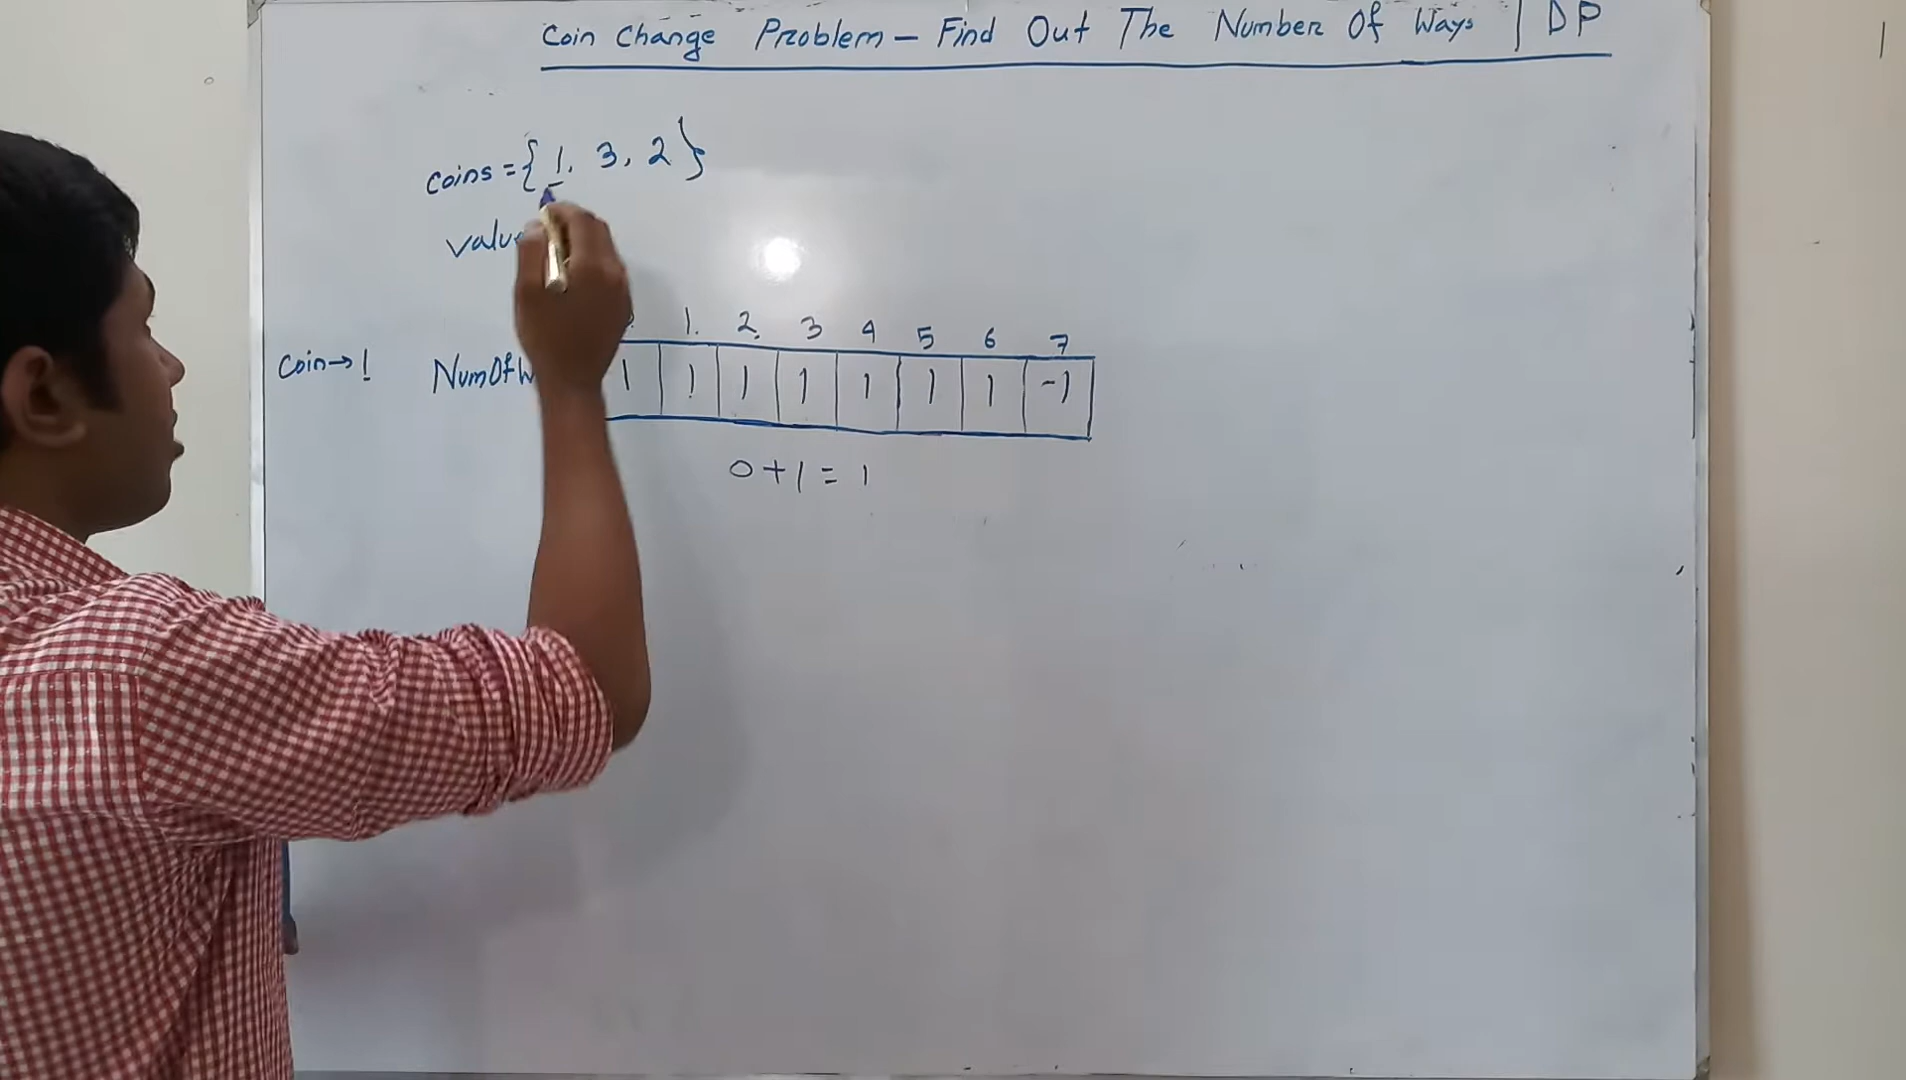 Coin Change Problem – Find Out The Number Of Ways | DP
coins = { 1, 3, 2 }
1. 2. 3 4 5 6 7
Coin → 1
1 1 1 1 1 1 1 -1
0 + 1 = 1